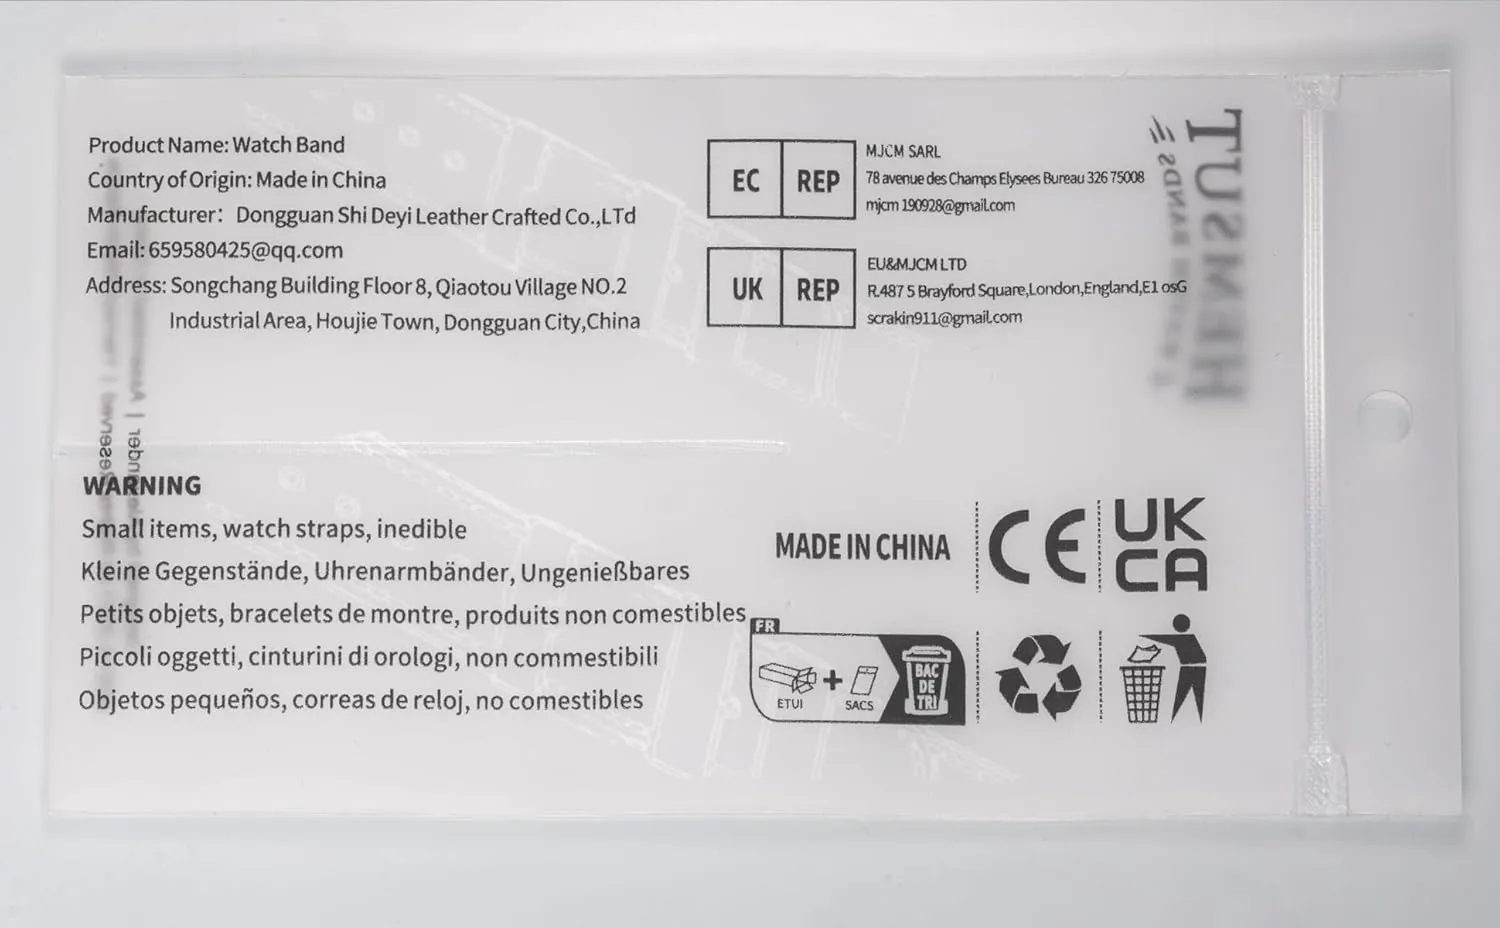 Product Name: Watch Band
Country of Origin: Made in China
Manufacturer: Dongguan Shi Deyi Leather Crafted Co.,LTd
Email: 659580425@qq.com
Address: Songchang Building Floor 8, Qiaotou Village NO.2
Industrial Area, Houjie Town, Dongguan City,China
EC REP
MJCM SARL
78 avenue des Champs Elysees Bureau 326 75008
mjcm 190928@gmail.com
UK REP
EU&MJCM LTD
R.487 5 Brayford Square,London,England,E1 osG
scrakin911@gmail.com
TUSMHEM
WARNING
Small items, watch straps, inedible
Kleine Gegenstände, Uhrenarmbänder, Ungenießbares
Petits objets, bracelets de montre, produits non comestibles
Piccoli oggetti, cinturini di orologi, non commestibili
Objetos pequeños, correas de reloj, no comestibles
MADE IN CHINA
CE
UK
CA
FR
ETUI + SACS
BAC
DE
TRI